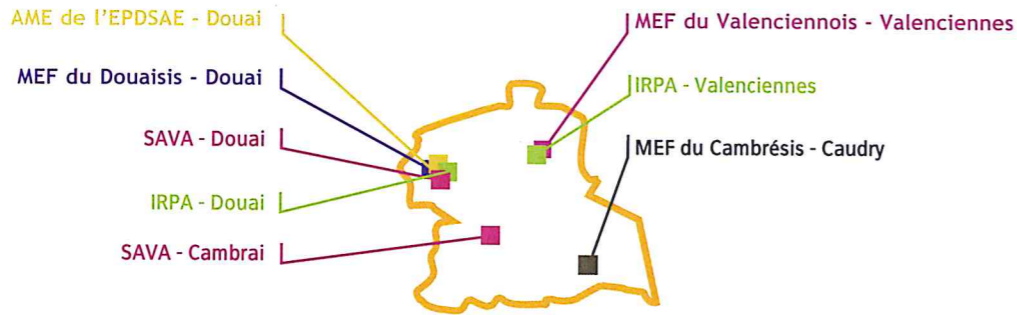 AME de l'EPDSAE - Douai
MEF du Douaisis - Douai
SAVA - Douai
IRPA - Douai
SAVA - Cambrai
MEF du Valenciennois - Valenciennes
IRPA - Valenciennes
MEF du Cambrésis - Caudry